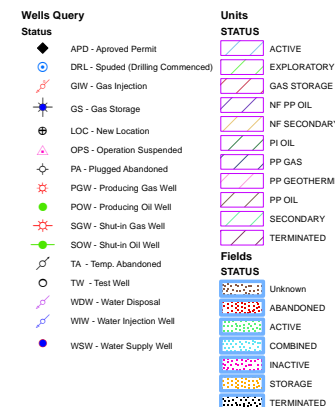 Wells Query
Status
APD - Aproved Permit
DRL - Spuded (Drilling Commenced)
GIW - Gas Injection
GS - Gas Storage
LOC - New Location
OPS - Operation Suspended
PA - Plugged Abandoned
PGW - Producing Gas Well
POW - Producing Oil Well
SGW - Shut-in Gas Well
SOW - Shut-in Oil Well
TA - Temp. Abandoned
TW - Test Well
WDW - Water Disposal
WIW - Water Injection Well
WSW - Water Supply Well
Units
STATUS
ACTIVE
EXPLORATORY
GAS STORAGE
NF PP OIL
NF SECONDARY
PI OIL
PP GAS
PP GEOTHERM
PP OIL
SECONDARY
TERMINATED
Fields
STATUS
Unknown
ABANDONED
ACTIVE
COMBINED
INACTIVE
STORAGE
TERMINATED